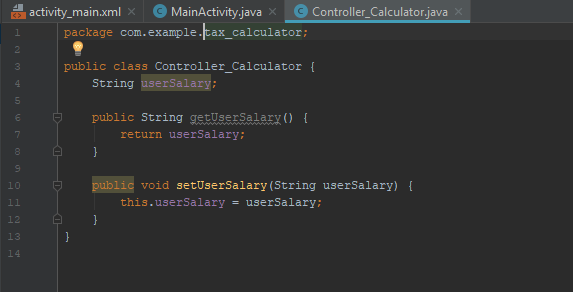 activity_main.xml × MainActivity.java × Controller_Calculator.java ×
1 package com.example.tax_calculator;
2
3 public class Controller_Calculator {
4 String userSalary;
5
6 public String getUserSalary() {
7 return userSalary;
8 }
9
10 public void setUserSalary(String userSalary) {
11 this.userSalary = userSalary;
12 }
13 }
14